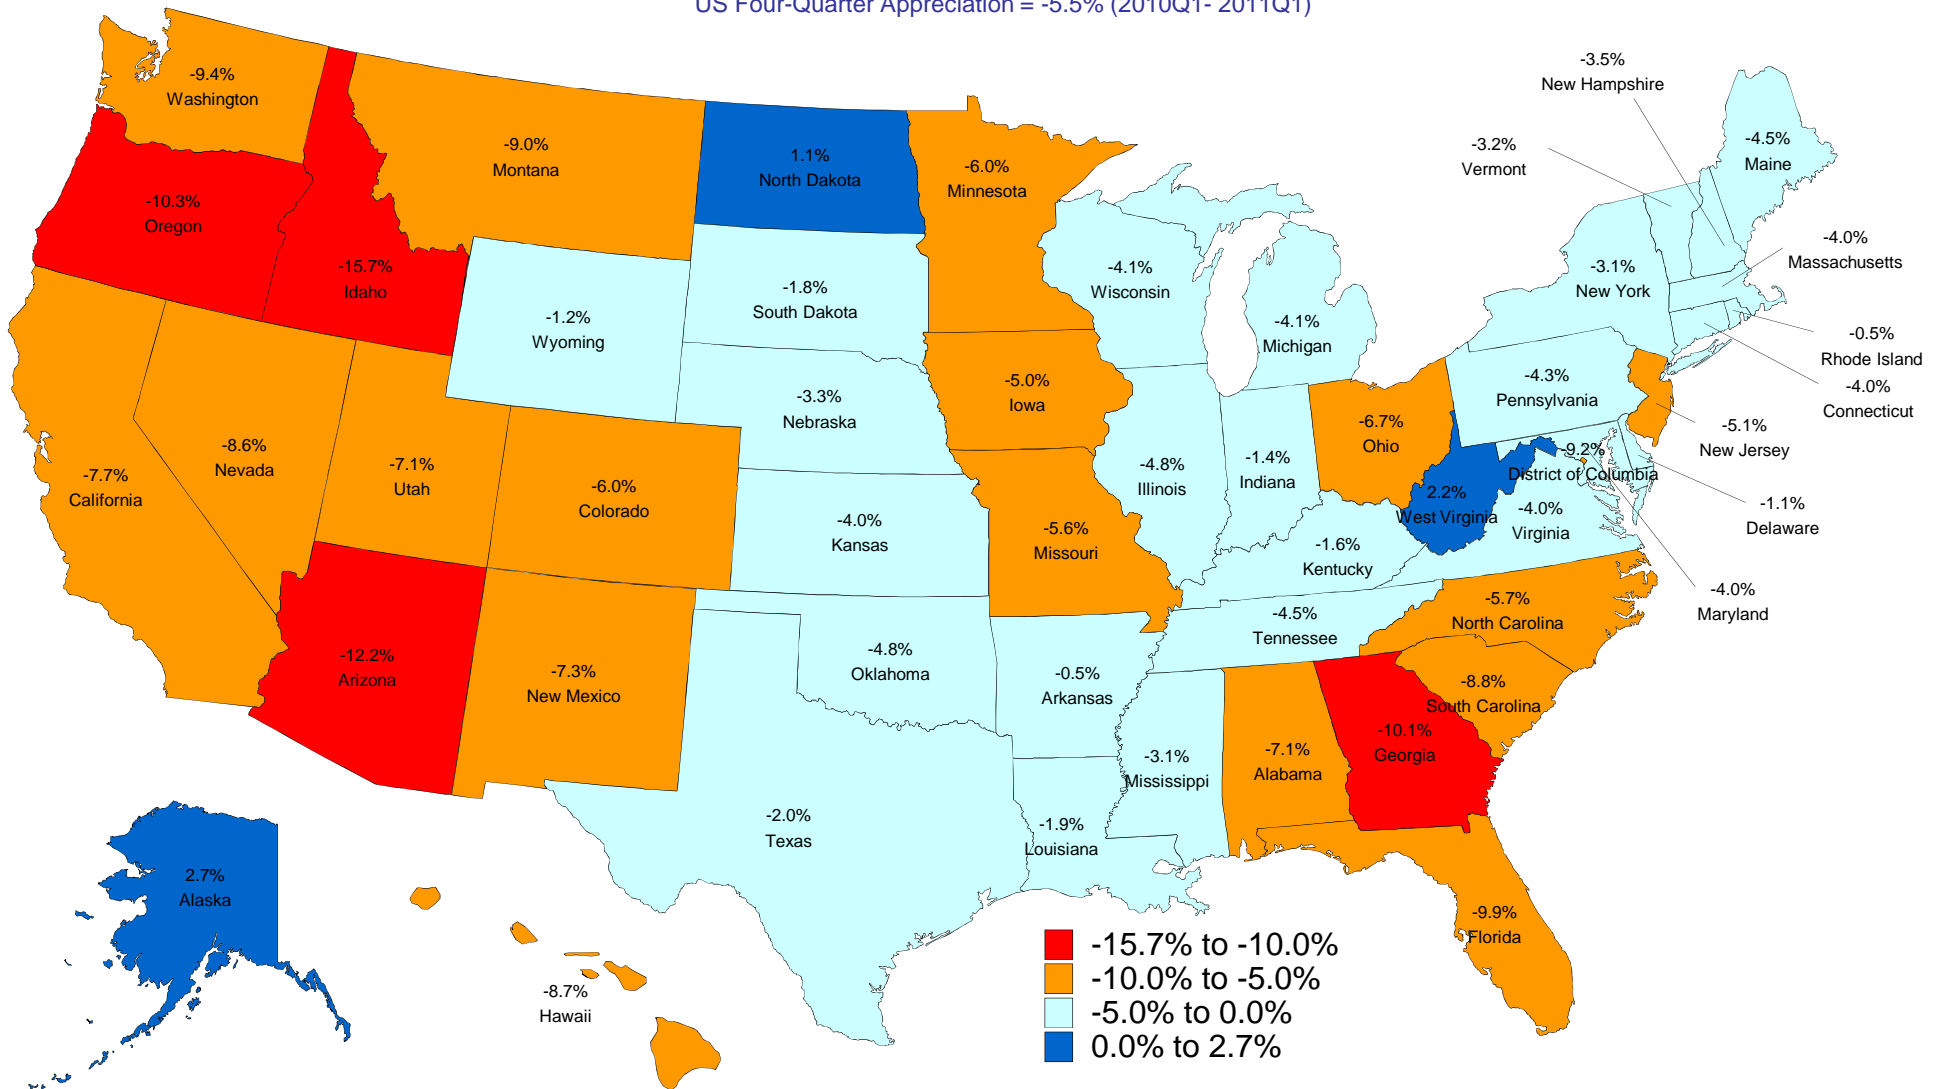 US Four-Quarter Appreciation = -5.5% (2010Q1- 2011Q1)
-9.4%
Washington
-10.3%
Oregon
-15.7%
Idaho
-9.0%
Montana
1.1%
North Dakota
-6.0%
Minnesota
-3.5%
New Hampshire
-3.2%
Vermont
-4.5%
Maine
-4.0%
Massachusetts
-3.1%
New York
-0.5%
Rhode Island
-4.0%
Connecticut
-5.1%
New Jersey
-1.1%
Delaware
-4.0%
Maryland
-1.2%
Wyoming
-1.8%
South Dakota
-4.1%
Wisconsin
-4.1%
Michigan
-4.3%
Pennsylvania
-3.3%
Nebraska
-5.0%
Iowa
-6.7%
Ohio
-9.2%
District of Columbia
-7.7%
California
-8.6%
Nevada
-7.1%
Utah
-6.0%
Colorado
-4.0%
Kansas
-5.6%
Missouri
-4.8%
Illinois
-1.4%
Indiana
2.2%
West Virginia
-4.0%
Virginia
-1.6%
Kentucky
-4.5%
Tennessee
-5.7%
North Carolina
-12.2%
Arizona
-7.3%
New Mexico
-4.8%
Oklahoma
-0.5%
Arkansas
-8.8%
South Carolina
-3.1%
Mississippi
-7.1%
Alabama
-10.1%
Georgia
-2.0%
Texas
-1.9%
Louisiana
-9.9%
Florida
2.7%
Alaska
-8.7%
Hawaii
-15.7% to -10.0%
-10.0% to -5.0%
-5.0% to 0.0%
0.0% to 2.7%